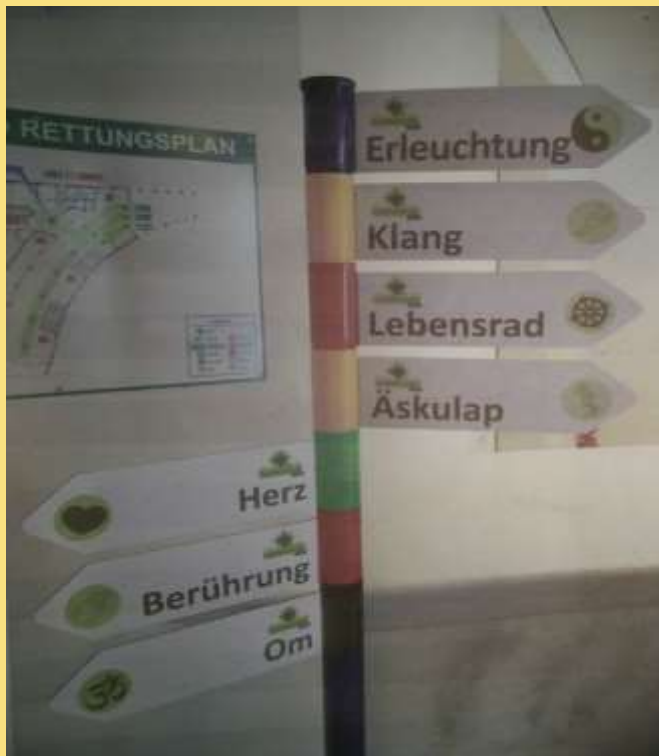 RETTUNGSPLAN
Erleuchtung
Klang
Lebensrad
Äskulap
Herz
Berührung
Om